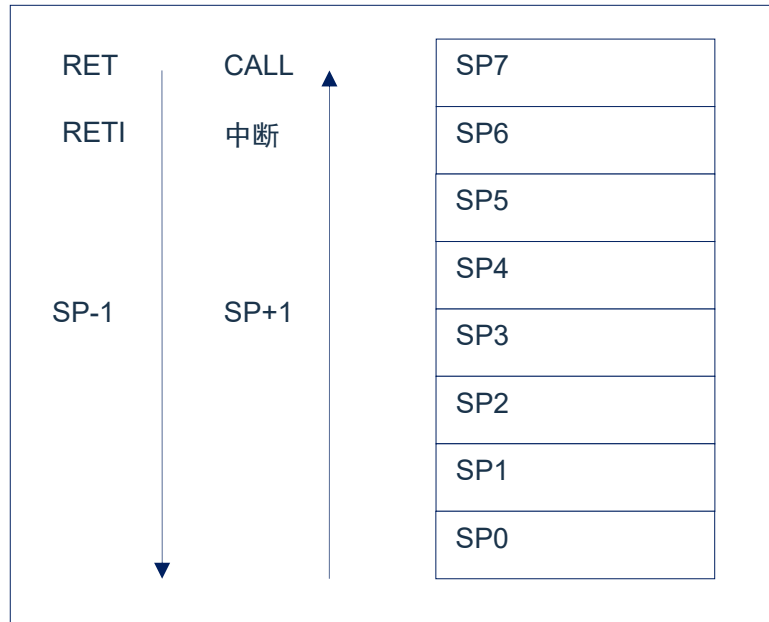 RET CALL SP7
RETI 中断 SP6
SP5
SP4
SP-1 SP+1
SP3
SP2
SP1
SP0